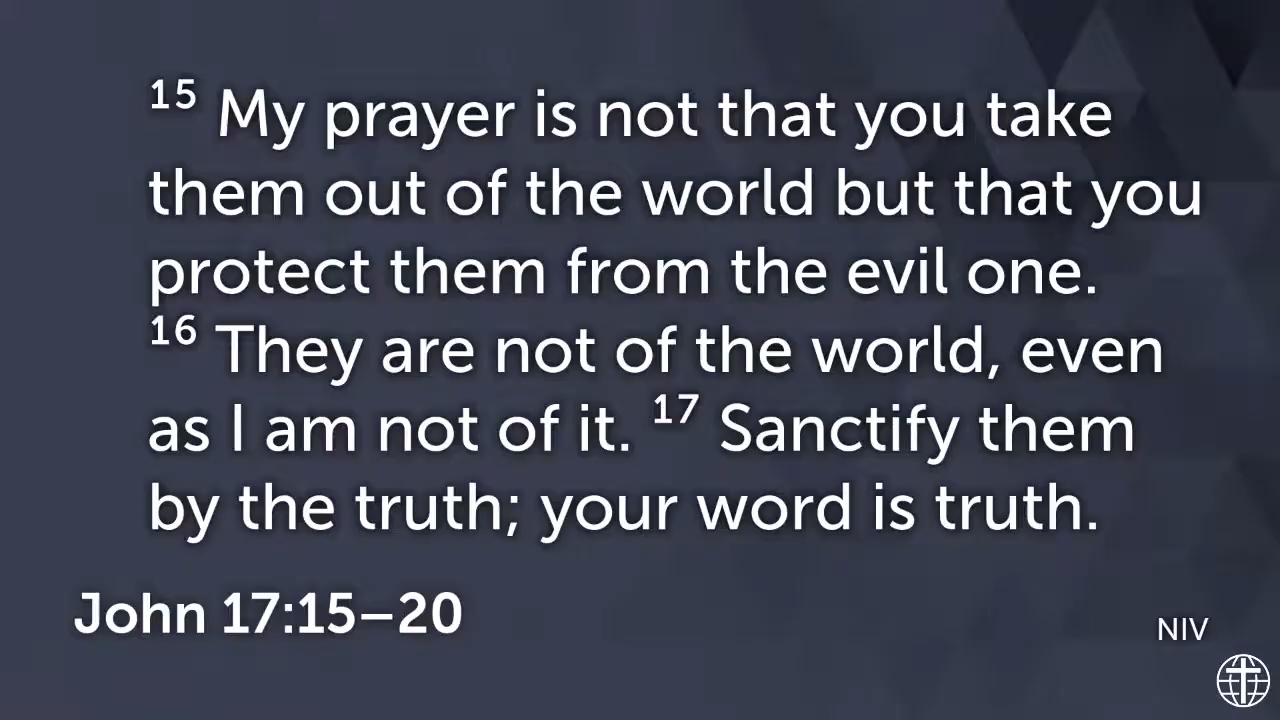 15 My prayer is not that you take
them out of the world but that you
protect them from the evil one.
16 They are not of the world, even
as I am not of it. 17 Sanctify them
by the truth; your word is truth.
John 17:15–20
NIV